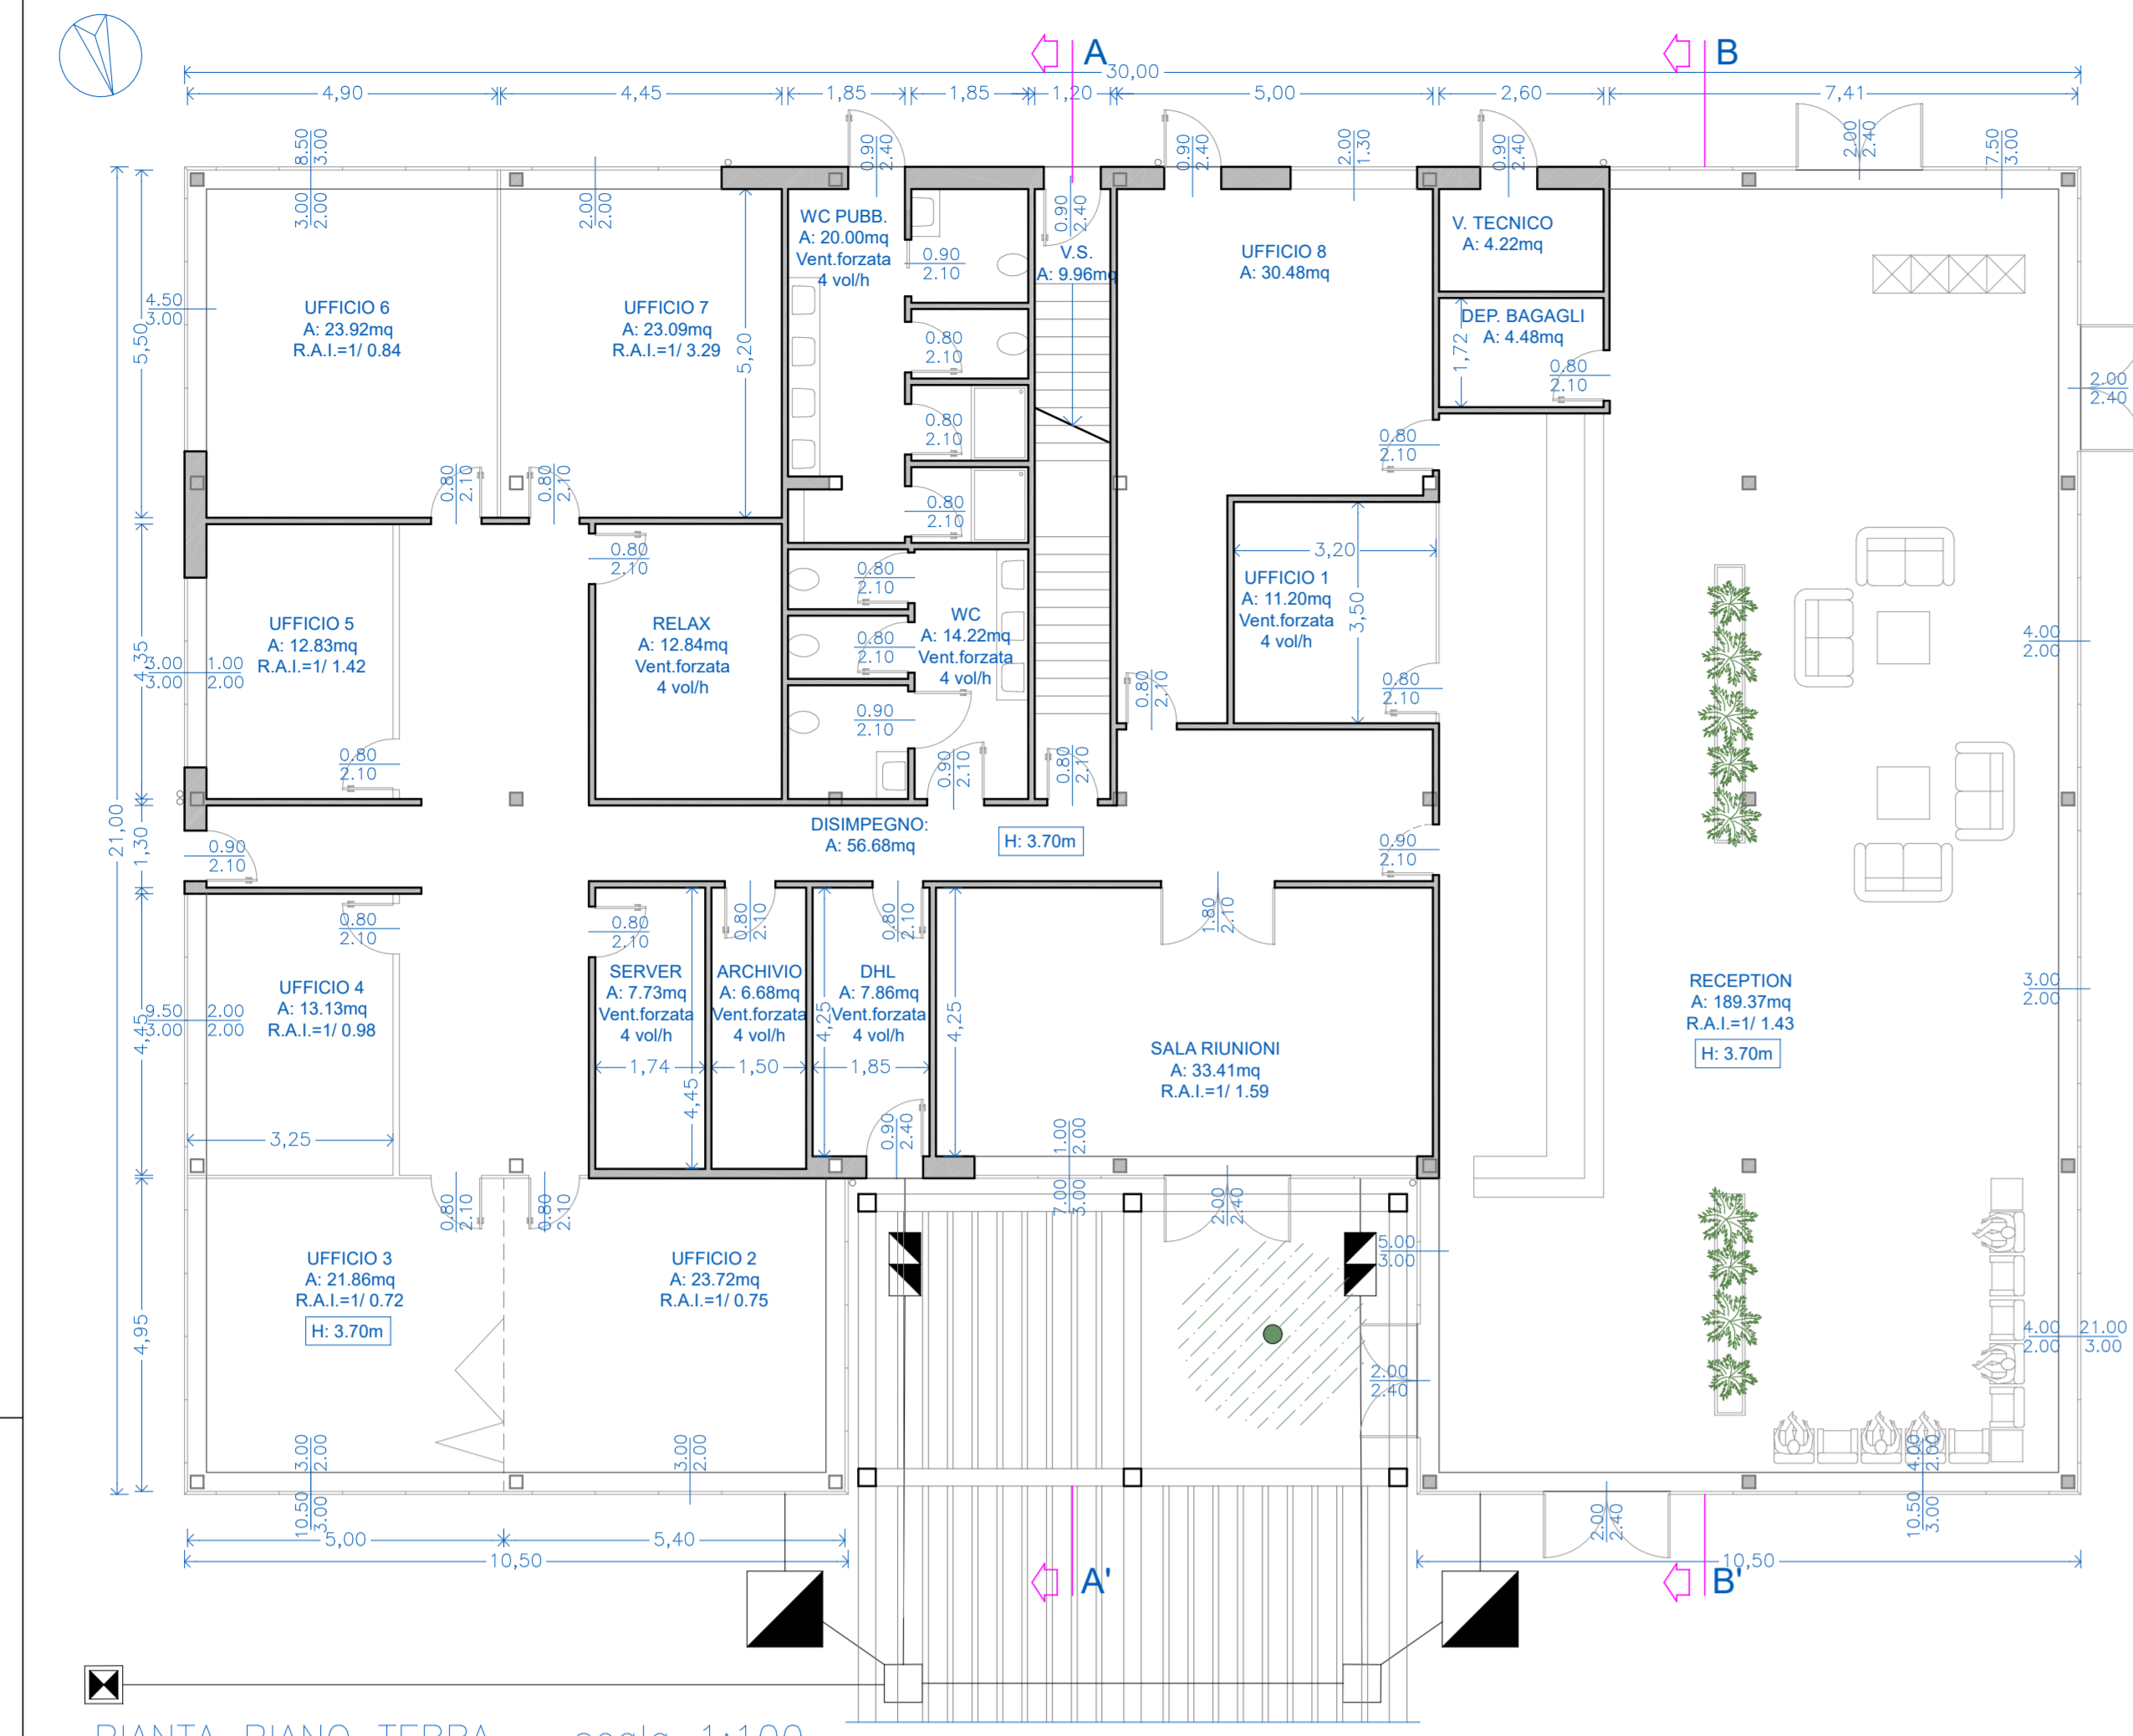 A
B
30,00
4,90
4,45
1,85
1,85
1,20
5,00
2,60
7,41
8.50
3.00
3.00
2.00
2.00
2.00
0.90
2.40
0.90
2.40
0.90
2.40
2.00
1.30
0.90
2.40
2.00
2.40
7.50
3.00
WC PUBB.
A: 20.00mq
Vent.forzata
4 vol/h
0.90
2.10
V.S.
A: 9.96mq
UFFICIO 8
A: 30.48mq
V. TECNICO
A: 4.22mq
4.50
3.00
5,50
UFFICIO 6
A: 23.92mq
R.A.I.=1/ 0.84
UFFICIO 7
A: 23.09mq
R.A.I.=1/ 3.29
5,20
0.80
2.10
DEP. BAGAGLI
A: 4.48mq
1,72
0.80
2.10
2.00
2.40
0.80
2.10
0.80
2.10
0.80
2.10
0.80
2.10
0.80
2.10
0.80
2.10
0.80
2.10
3,20
UFFICIO 1
A: 11.20mq
Vent.forzata
4 vol/h
3,50
0.80
2.10
UFFICIO 5
A: 12.83mq
R.A.I.=1/ 1.42
4,35
3.00
3.00
1.00
2.00
RELAX
A: 12.84mq
Vent.forzata
4 vol/h
0.80
2.10
WC
A: 14.22mq
Vent.forzata
4 vol/h
4.00
2.00
0.80
2.10
0.80
2.10
0.90
2.10
0.80
2.10
0.90
2.10
0.80
2.10
21,00
1,30
0.90
2.10
DISIMPEGNO:
A: 56.68mq
H: 3.70m
0.90
2.10
0.80
2.10
0.80
2.10
0.80
2.10
0.80
2.10
1.80
2.10
UFFICIO 4
A: 13.13mq
R.A.I.=1/ 0.98
4,45
9.50
3.00
2.00
2.00
3,25
SERVER
A: 7.73mq
Vent.forzata
4 vol/h
1,74
4,45
ARCHIVIO
A: 6.68mq
Vent.forzata
4 vol/h
1,50
4,25
DHL
A: 7.86mq
Vent.forzata
4 vol/h
1,85
4,25
SALA RIUNIONI
A: 33.41mq
R.A.I.=1/ 1.59
RECEPTION
A: 189.37mq
R.A.I.=1/ 1.43
H: 3.70m
3.00
2.00
0.90
2.40
1.00
2.00
7.00
3.00
2.00
2.40
0.80
2.10
0.80
2.10
UFFICIO 3
A: 21.86mq
R.A.I.=1/ 0.72
H: 3.70m
UFFICIO 2
A: 23.72mq
R.A.I.=1/ 0.75
5.00
3.00
2.00
2.40
4.00
2.00
21.00
3.00
4,95
3.00
2.00
10.50
3.00
3.00
2.00
4.00
2.00
10.50
3.00
2.00
2.40
5,00
5,40
10,50
10,50
A'
B'
PIANTA PIANO TERRA scala 1:100